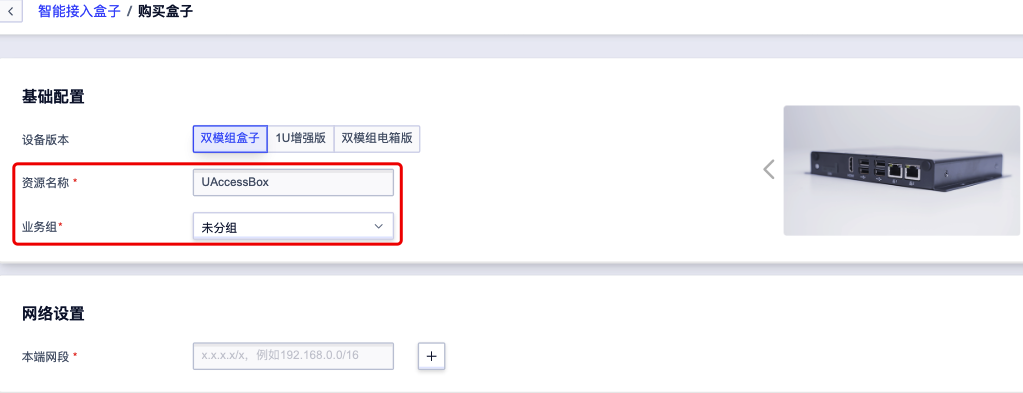 智能接入盒子 / 购买盒子
基础配置
设备版本 双模组盒子 1U增强版 双模组电箱版
资源名称 * UAccessBox
业务组* 未分组
网络设置
本端网段 * x.x.x.x/x，例如192.168.0.0/16 +